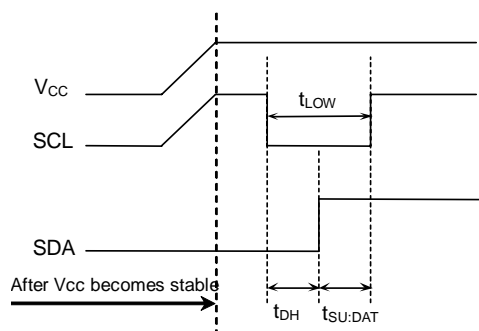 VCC
tLOW
SCL
SDA
After Vcc becomes stable
tDH
tSU:DAT